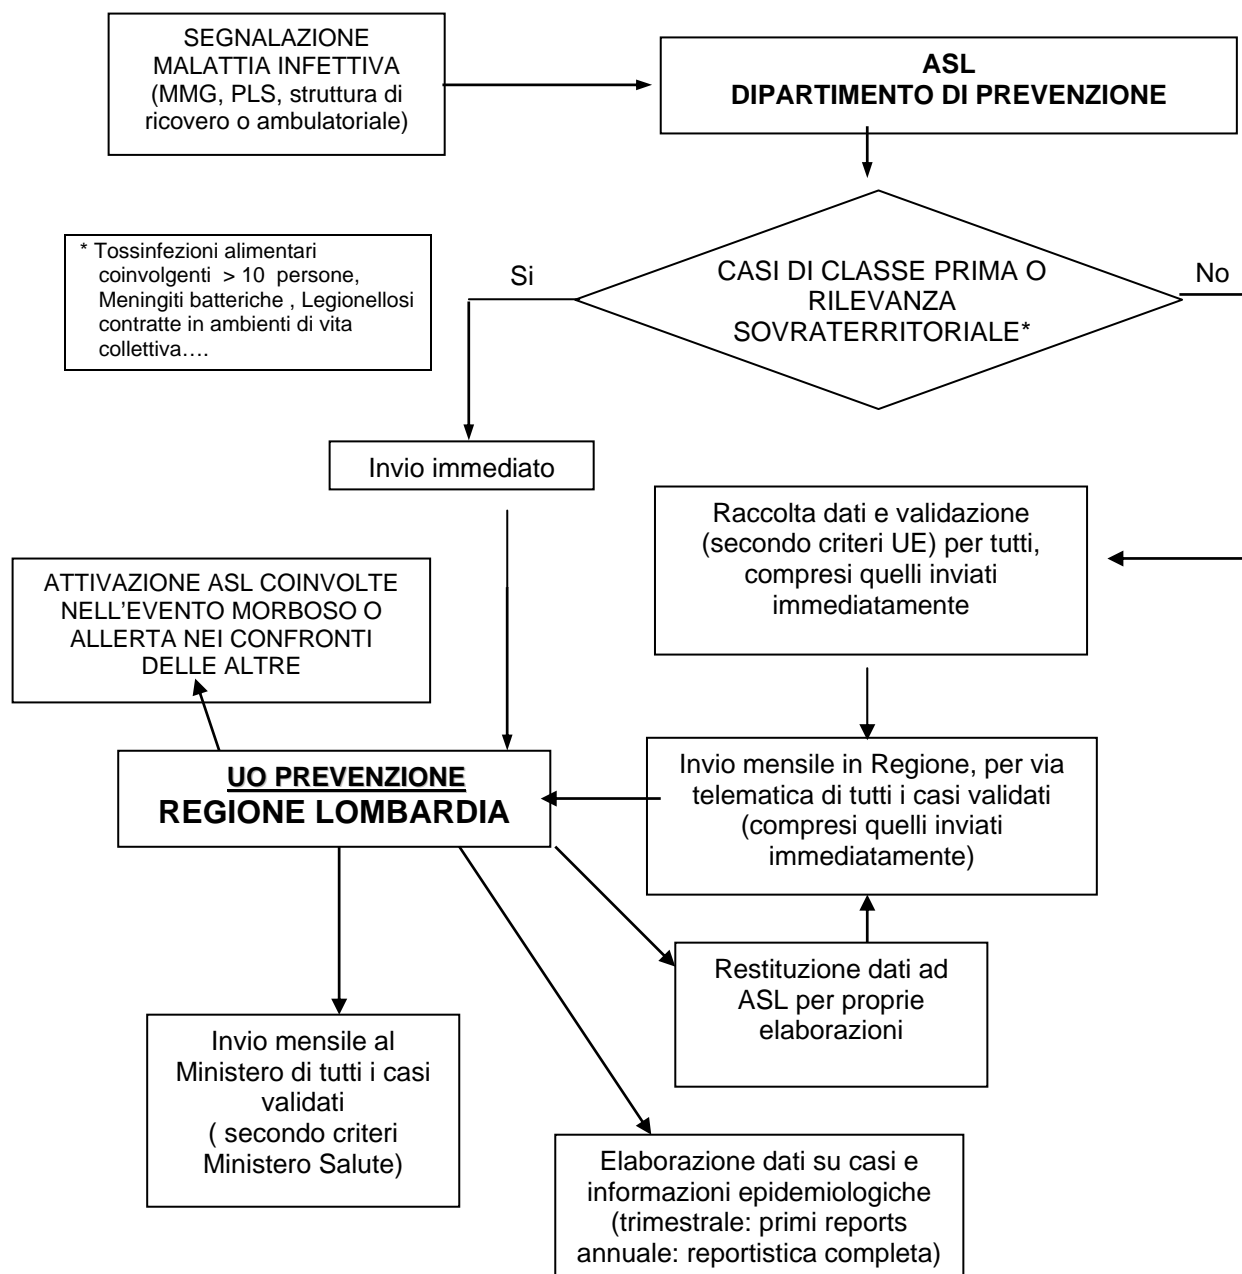 SEGNALAZIONE
MALATTIA INFETTIVA
(MMG, PLS, struttura di
ricovero o ambulatoriale)
ASL
DIPARTIMENTO DI PREVENZIONE
* Tossinfezioni alimentari
coinvolgenti > 10 persone,
Meningiti batteriche , Legionellosi
contratte in ambienti di vita
collettiva….
Si
CASI DI CLASSE PRIMA O
RILEVANZA
SOVRATERRITORIALE*
No
Invio immediato
Raccolta dati e validazione
(secondo criteri UE) per tutti,
compresi quelli inviati
immediatamente
ATTIVAZIONE ASL COINVOLTE
NELL’EVENTO MORBOSO O
ALLERTA NEI CONFRONTI
DELLE ALTRE
UO PREVENZIONE
REGIONE LOMBARDIA
Invio mensile in Regione, per via
telematica di tutti i casi validati
(compresi quelli inviati
immediatamente)
Restituzione dati ad
ASL per proprie
elaborazioni
Invio mensile al
Ministero di tutti i casi
validati
( secondo criteri
Ministero Salute)
Elaborazione dati su casi e
informazioni epidemiologiche
(trimestrale: primi reports
annuale: reportistica completa)